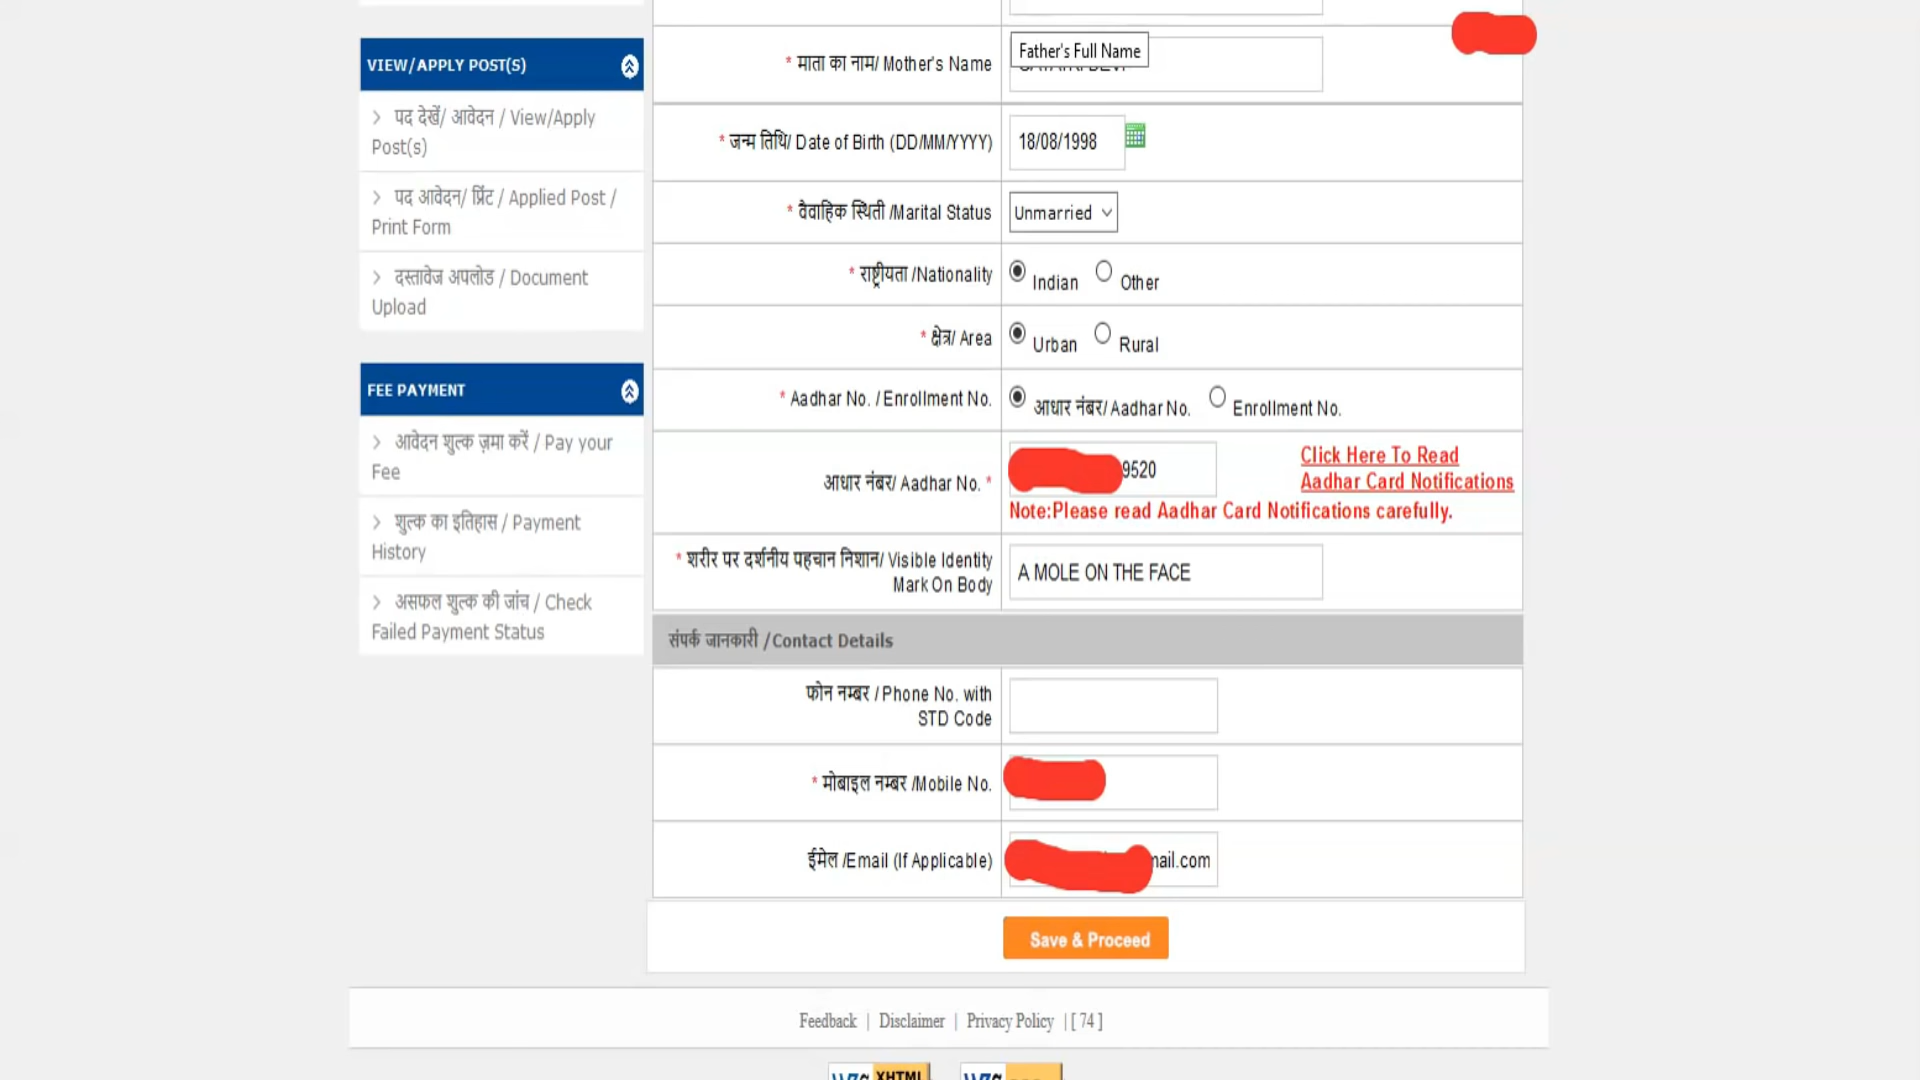 VIEW/APPLY POST(S)
पद देखें/ आवेदन / View/Apply
Post(s)
पद आवेदन/ प्रिंट / Applied Post /
Print Form
दस्तावेज अपलोड / Document
Upload
FEE PAYMENT
आवेदन शुल्क ज़मा करें / Pay your
Fee
शुल्क का इतिहास / Payment
History
असफल शुल्क की जांच / Check
Failed Payment Status
* माता का नाम/ Mother's Name
Father's Full Name
* जन्म तिथि/ Date of Birth (DD/MM/YYYY)
18/08/1998
* वैवाहिक स्थिती /Marital Status
Unmarried
* राष्ट्रीयता /Nationality
Indian Other
* क्षेत्र/ Area
Urban Rural
* Aadhar No. / Enrollment No.
आधार नंबर/ Aadhar No. Enrollment No.
आधार नंबर/ Aadhar No. *
9520
Click Here To Read
Aadhar Card Notifications
Note:Please read Aadhar Card Notifications carefully.
* शरीर पर दर्शनीय पहचान निशान/ Visible Identity
Mark On Body
A MOLE ON THE FACE
संपर्क जानकारी /Contact Details
फोन नम्बर / Phone No. with
STD Code
* मोबाइल नम्बर /Mobile No.
ईमेल /Email (If Applicable)
mail.com
Save & Proceed
Feedback | Disclaimer | Privacy Policy | [ 74 ]
XHTML